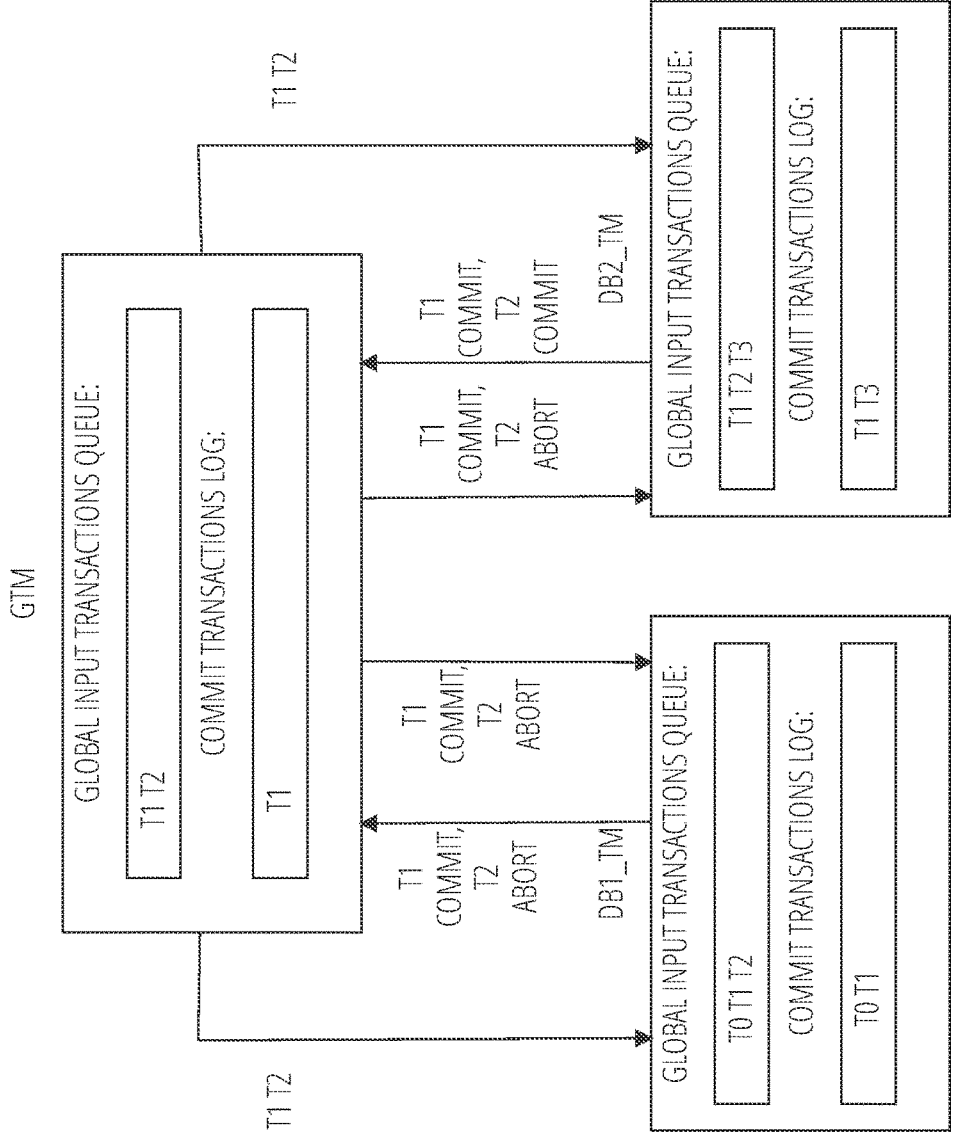 GTM
GLOBAL INPUT TRANSACTIONS QUEUE:
T1 T2
COMMIT TRANSACTIONS LOG:
T1
T1 T2
T1 T2
T1
COMMIT,
T2
ABORT
T1
COMMIT,
T2
ABORT
T1
COMMIT,
T2
ABORT
T1
COMMIT,
T2
COMMIT
DB1_TM
DB2_TM
GLOBAL INPUT TRANSACTIONS QUEUE:
T0 T1 T2
COMMIT TRANSACTIONS LOG:
T0 T1
GLOBAL INPUT TRANSACTIONS QUEUE:
T1 T2 T3
COMMIT TRANSACTIONS LOG:
T1 T3